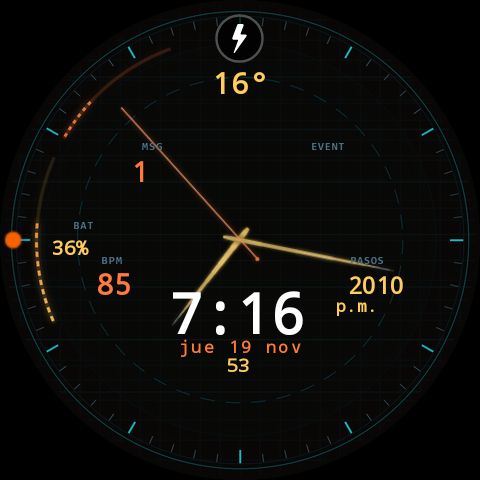 16°
MSG
EVENT
1
BAT
36%
BPM
85
PASOS
2010
p.m.
7:16
jue 19 nov
53